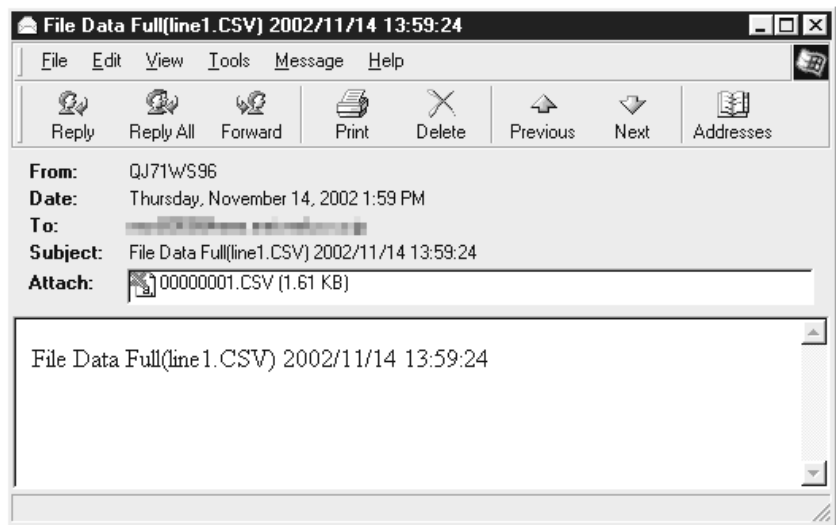 File Data Full(line1.CSV) 2002/11/14 13:59:24
File Edit View Tools Message Help
Reply Reply All Forward Print Delete Previous Next Addresses
From: QJ71WS96
Date: Thursday, November 14, 2002 1:59 PM
To:
Subject: File Data Full(line1.CSV) 2002/11/14 13:59:24
Attach: 00000001.CSV (1.61 KB)
File Data Full(line1.CSV) 2002/11/14 13:59:24